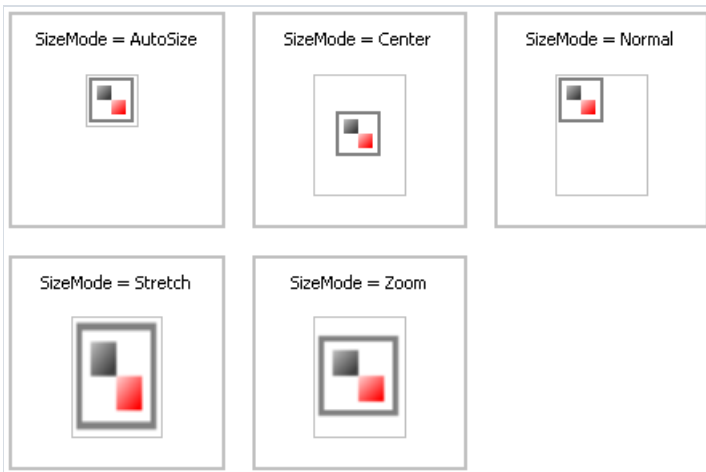 SizeMode = AutoSize
SizeMode = Center
SizeMode = Normal
SizeMode = Stretch
SizeMode = Zoom